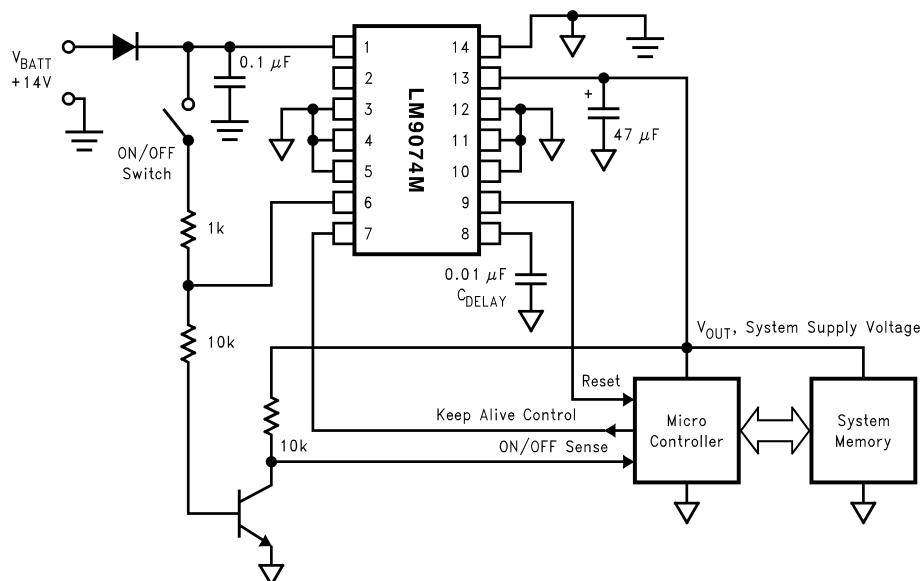 V_BATT
+14V
ON/OFF
Switch
0.1 μF
1k
10k
10k
LM9074M
1
2
3
4
5
6
7
14
13
12
11
10
9
8
+
47 μF
0.01 μF
C_DELAY
V_OUT, System Supply Voltage
Reset
Keep Alive Control
ON/OFF Sense
Micro
Controller
System
Memory